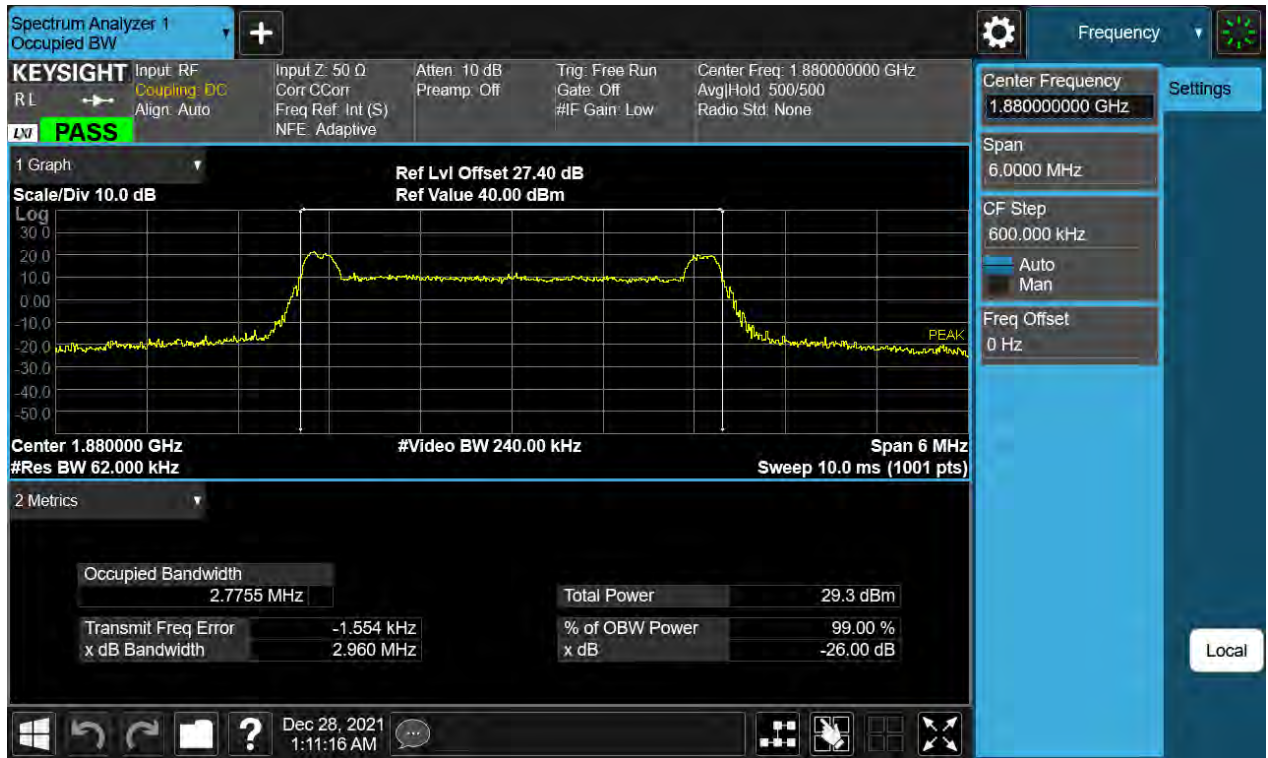 Spectrum Analyzer 1
Occupied BW
+
Frequency
KEYSIGHT
RL
LXI
PASS
Input: RF
Coupling: DC
Align: Auto
Input Z: 50 Ω
Corr CCorr
Freq Ref: Int (S)
NFE: Adaptive
Atten: 10 dB
Preamp: Off
Trig: Free Run
Gate: Off
#IF Gain: Low
Center Freq: 1.880000000 GHz
Avg|Hold: 500/500
Radio Std: None
1 Graph
Scale/Div 10.0 dB
Ref Lvl Offset 27.40 dB
Ref Value 40.00 dBm
Log
30.0
20.0
10.0
0.00
-10.0
-20.0
-30.0
-40.0
-50.0
PEAK
Center 1.880000 GHz
#Video BW 240.00 kHz
Span 6 MHz
#Res BW 62.000 kHz
Sweep 10.0 ms (1001 pts)
2 Metrics
Occupied Bandwidth
2.7755 MHz
Total Power 29.3 dBm
Transmit Freq Error -1.554 kHz
% of OBW Power 99.00 %
x dB Bandwidth 2.960 MHz
x dB -26.00 dB
Center Frequency
1.880000000 GHz
Settings
Span
6.0000 MHz
CF Step
600.000 kHz
Auto
Man
Freq Offset
0 Hz
Local
?
Dec 28, 2021
1:11:16 AM